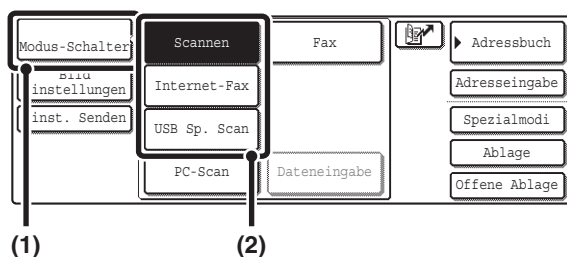 Modus-Schalter
Scannen
Fax
Adressbuch
Bild
instellungen
Internet-Fax
Adresseingabe
inst. Senden
USB Sp. Scan
Spezialmodi
Ablage
PC-Scan
Dateneingabe
Offene Ablage
(1)
(2)